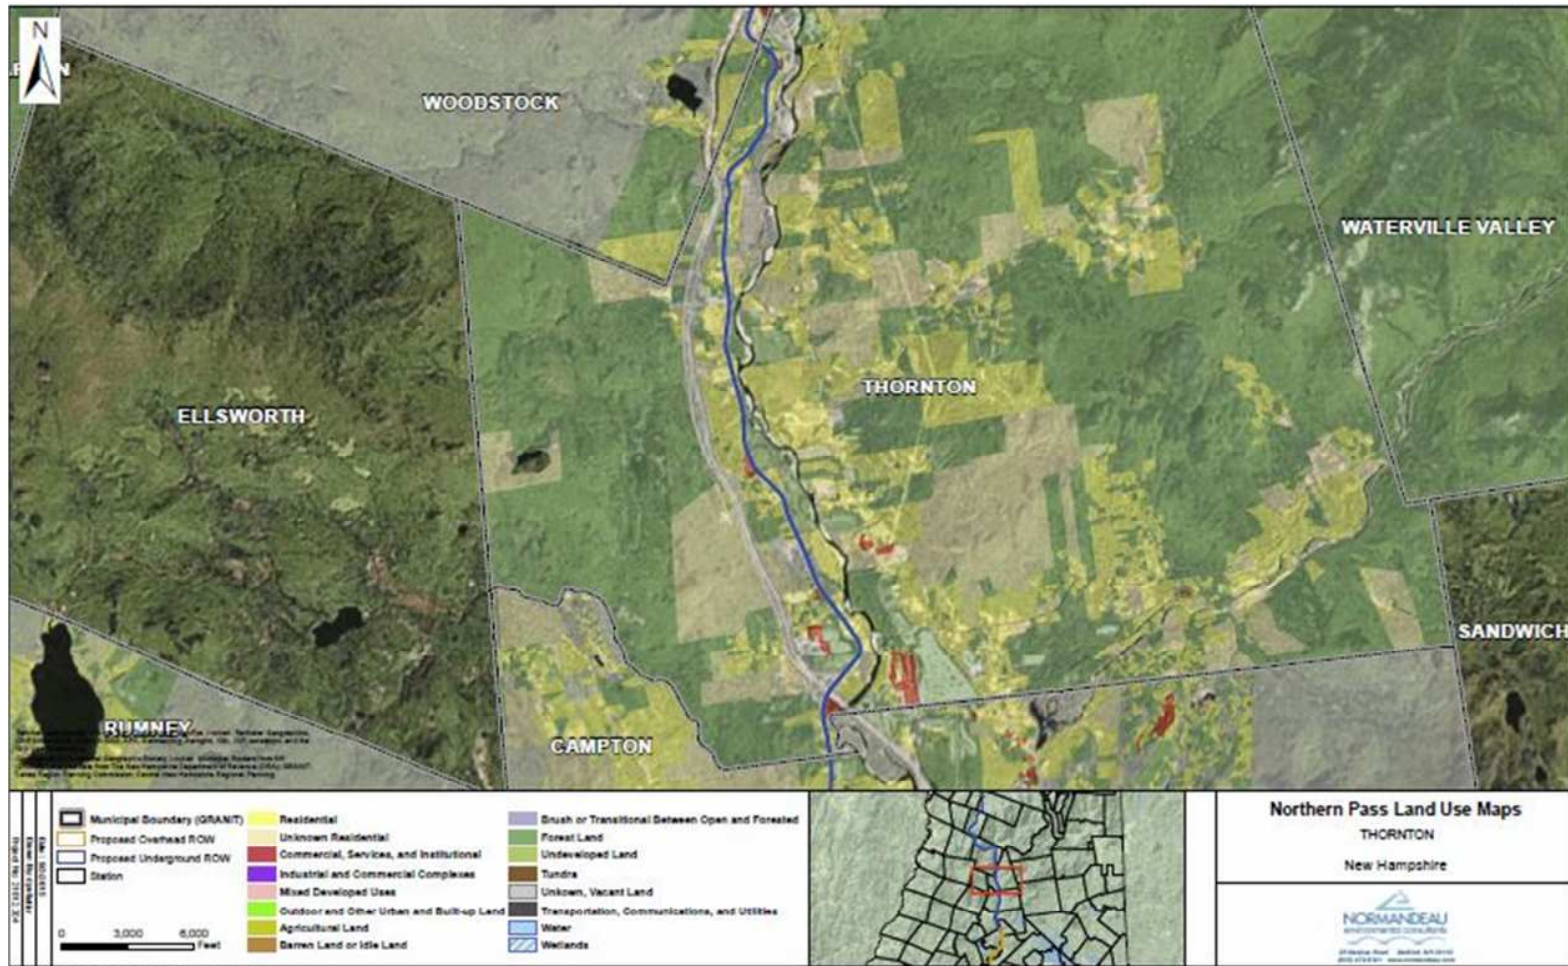 N
WOODSTOCK
WATERVILLE VALLEY
THORNTON
ELLSWORTH
SANDWICH
RUMNEY
CAMPTON
Municipal Boundary (GRANIT)
Proposed Overhead ROW
Proposed Underground ROW
Station
0 3,000 6,000
Feet
Residential
Unknown Residential
Commercial, Services, and Institutional
Industrial and Commercial Complexes
Mixed Developed Uses
Outdoor and Other Urban and Built-up Land
Agricultural Land
Barren Land or Idle Land
Brush or Transitional Between Open and Forested
Forest Land
Undeveloped Land
Tundra
Unkown, Vacant Land
Transportation, Communications, and Utilities
Water
Wetlands
Northern Pass Land Use Maps
THORNTON
New Hampshire
NORMANDEAU
environmental consultants